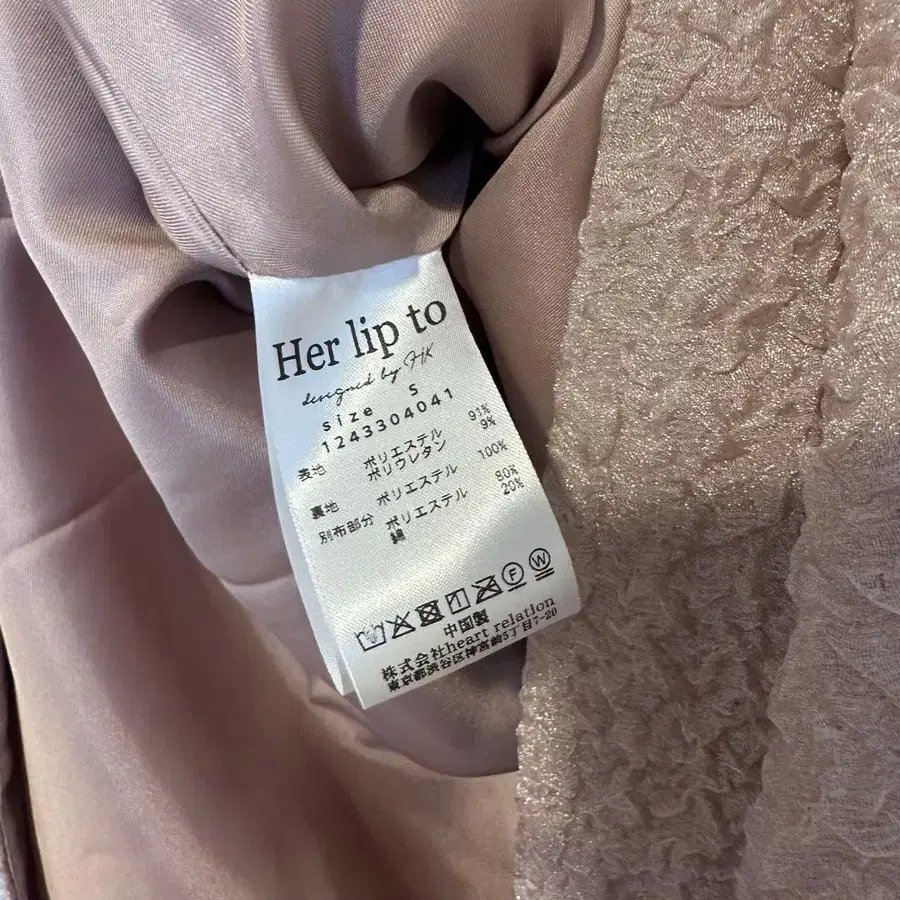 Her lip to
designed by HK
size S
1243304041
表地 ポリエステル 91%
ポリウレタン 9%
裏地 ポリエステル 100%
別布部分 ポリエステル 80%
綿 20%
F W
中国製
株式会社heart relation
東京都渋谷区神宮前5丁目7-20